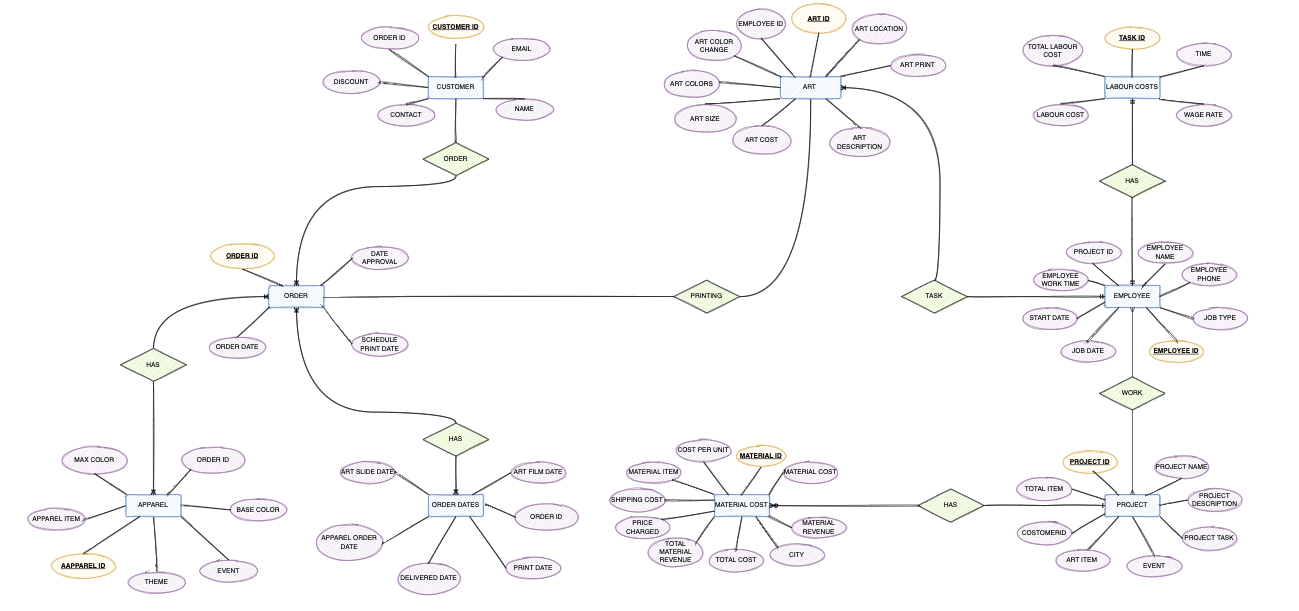 CUSTOMER ID
ORDER ID
EMAIL
DISCOUNT
CUSTOMER
CONTACT
NAME
ORDER
EMPLOYEE ID
ART ID
ART LOCATION
ART COLOR
CHANGE
ART PRINT
ART COLORS
ART
ART SIZE
ART COST
ART
DESCRIPTION
TASK ID
TOTAL LABOUR
COST
TIME
LABOUR COSTS
LABOUR COST
WAGE RATE
HAS
ORDER ID
DATE
APPROVAL
ORDER
ORDER DATE
SCHEDULE
PRINT DATE
PRINTING
TASK
PROJECT ID
EMPLOYEE
NAME
EMPLOYEE
WORK TIME
EMPLOYEE
PHONE
EMPLOYEE
START DATE
JOB TYPE
JOB DATE
EMPLOYEE ID
HAS
WORK
HAS
MAX COLOR
ORDER ID
APPAREL
BASE COLOR
APPAREL ITEM
AAPPAREL ID
THEME
EVENT
ART SLIDE DATE
ART FILM DATE
ORDER DATES
ORDER ID
APPAREL ORDER
DATE
DELIVERED DATE
PRINT DATE
COST PER UNIT
MATERIAL ID
MATERIAL ITEM
MATERIAL COST
SHIPPING COST
MATERIAL COST
PRICE
CHARGED
MATERIAL
REVENUE
TOTAL
MATERIAL
REVENUE
TOTAL COST
CITY
HAS
PROJECT ID
PROJECT NAME
TOTAL ITEM
PROJECT
DESCRIPTION
PROJECT
COSTOMERID
PROJECT TASK
ART ITEM
EVENT